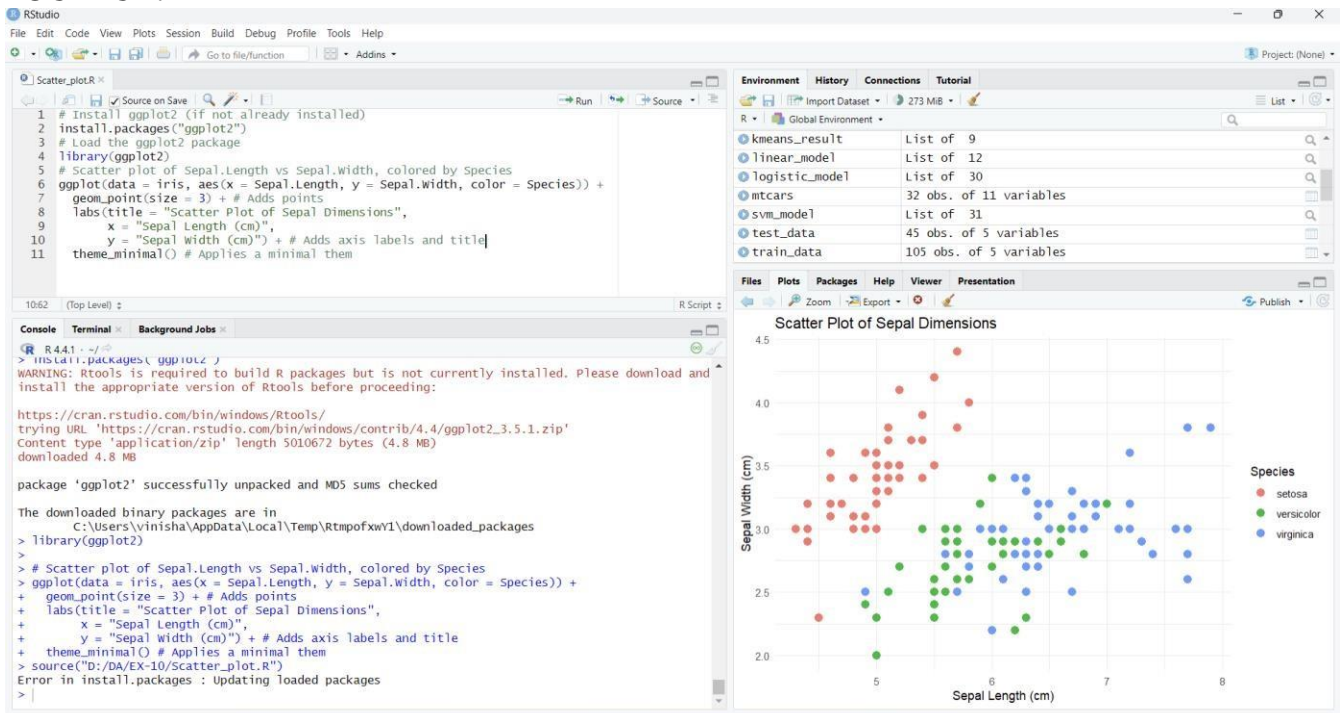 RStudio
File Edit Code View Plots Session Build Debug Profile Tools Help
Go to file/function Addins
Project: (None)
Scatter_plot.R
Source on Save Run Source
1 # Install ggplot2 (if not already installed)
2 install.packages("ggplot2")
3 # Load the ggplot2 package
4 library(ggplot2)
5 # Scatter plot of Sepal.Length vs Sepal.Width, colored by Species
6 ggplot(data = iris, aes(x = Sepal.Length, y = Sepal.Width, color = Species)) +
7 geom_point(size = 3) + # Adds points
8 labs(title = "Scatter Plot of Sepal Dimensions",
9 x = "Sepal Length (cm)",
10 y = "Sepal Width (cm)") + # Adds axis labels and title
11 theme_minimal() # Applies a minimal them
10:62 (Top Level) R Script
Console Terminal Background Jobs
R 4.4.1 · ~/
> install.packages("ggplot2")
WARNING: Rtools is required to build R packages but is not currently installed. Please download and
install the appropriate version of Rtools before proceeding:
https://cran.rstudio.com/bin/windows/Rtools/
trying URL 'https://cran.rstudio.com/bin/windows/contrib/4.4/ggplot2_3.5.1.zip'
Content type 'application/zip' length 5010672 bytes (4.8 MB)
downloaded 4.8 MB
package 'ggplot2' successfully unpacked and MD5 sums checked
The downloaded binary packages are in
C:\Users\vinisha\AppData\Local\Temp\RtmpofxwY1\downloaded_packages
> library(ggplot2)
>
> # Scatter plot of Sepal.Length vs Sepal.Width, colored by Species
> ggplot(data = iris, aes(x = Sepal.Length, y = Sepal.Width, color = Species)) +
+ geom_point(size = 3) + # Adds points
+ labs(title = "Scatter Plot of Sepal Dimensions",
+ x = "Sepal Length (cm)",
+ y = "Sepal Width (cm)") + # Adds axis labels and title
+ theme_minimal() # Applies a minimal them
> source("D:/DA/EX-10/Scatter_plot.R")
Error in install.packages : Updating loaded packages
>
Environment History Connections Tutorial
Import Dataset 273 MiB List
R Global Environment
kmeans_result List of 9
linear_model List of 12
logistic_model List of 30
mtcars 32 obs. of 11 variables
svm_model List of 31
test_data 45 obs. of 5 variables
train_data 105 obs. of 5 variables
Files Plots Packages Help Viewer Presentation
Zoom Export Publish
Scatter Plot of Sepal Dimensions
4.5
4.0
3.5
3.0
2.5
2.0
Sepal Width (cm)
5 6 7 8
Sepal Length (cm)
Species
setosa
versicolor
virginica